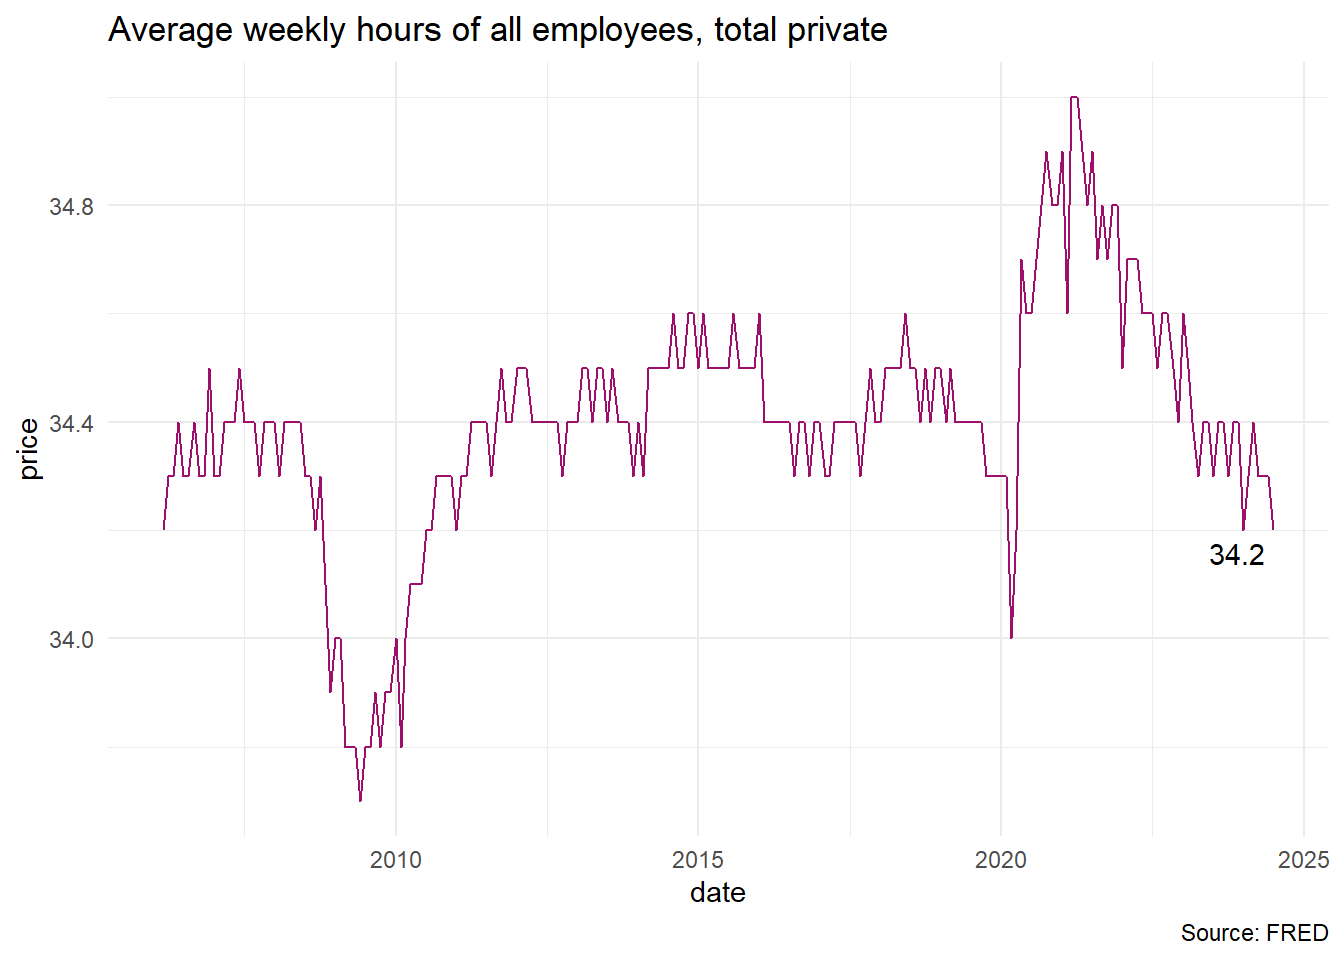 Average weekly hours of all employees, total private
34.8
34.4
34.0
price
34.2
2010
2015
2020
2025
date
Source: FRED